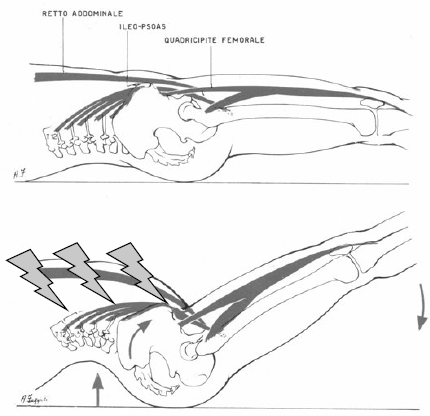 RETTO ADDOMINALE
ILEO-PSOAS
QUADRICIPITE FEMORALE